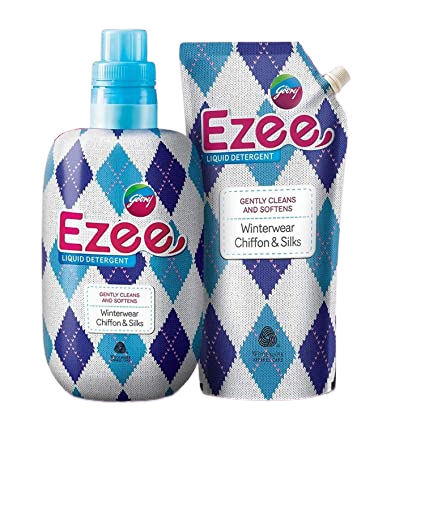 Godrej
Ezee
LIQUID DETERGENT
GENTLY CLEANS
AND SOFTENS
Winterwear
Chiffon & Silks
Godrej
Ezee
LIQUID DETERGENT
GENTLY CLEANS
AND SOFTENS
Winterwear
Chiffon & Silks